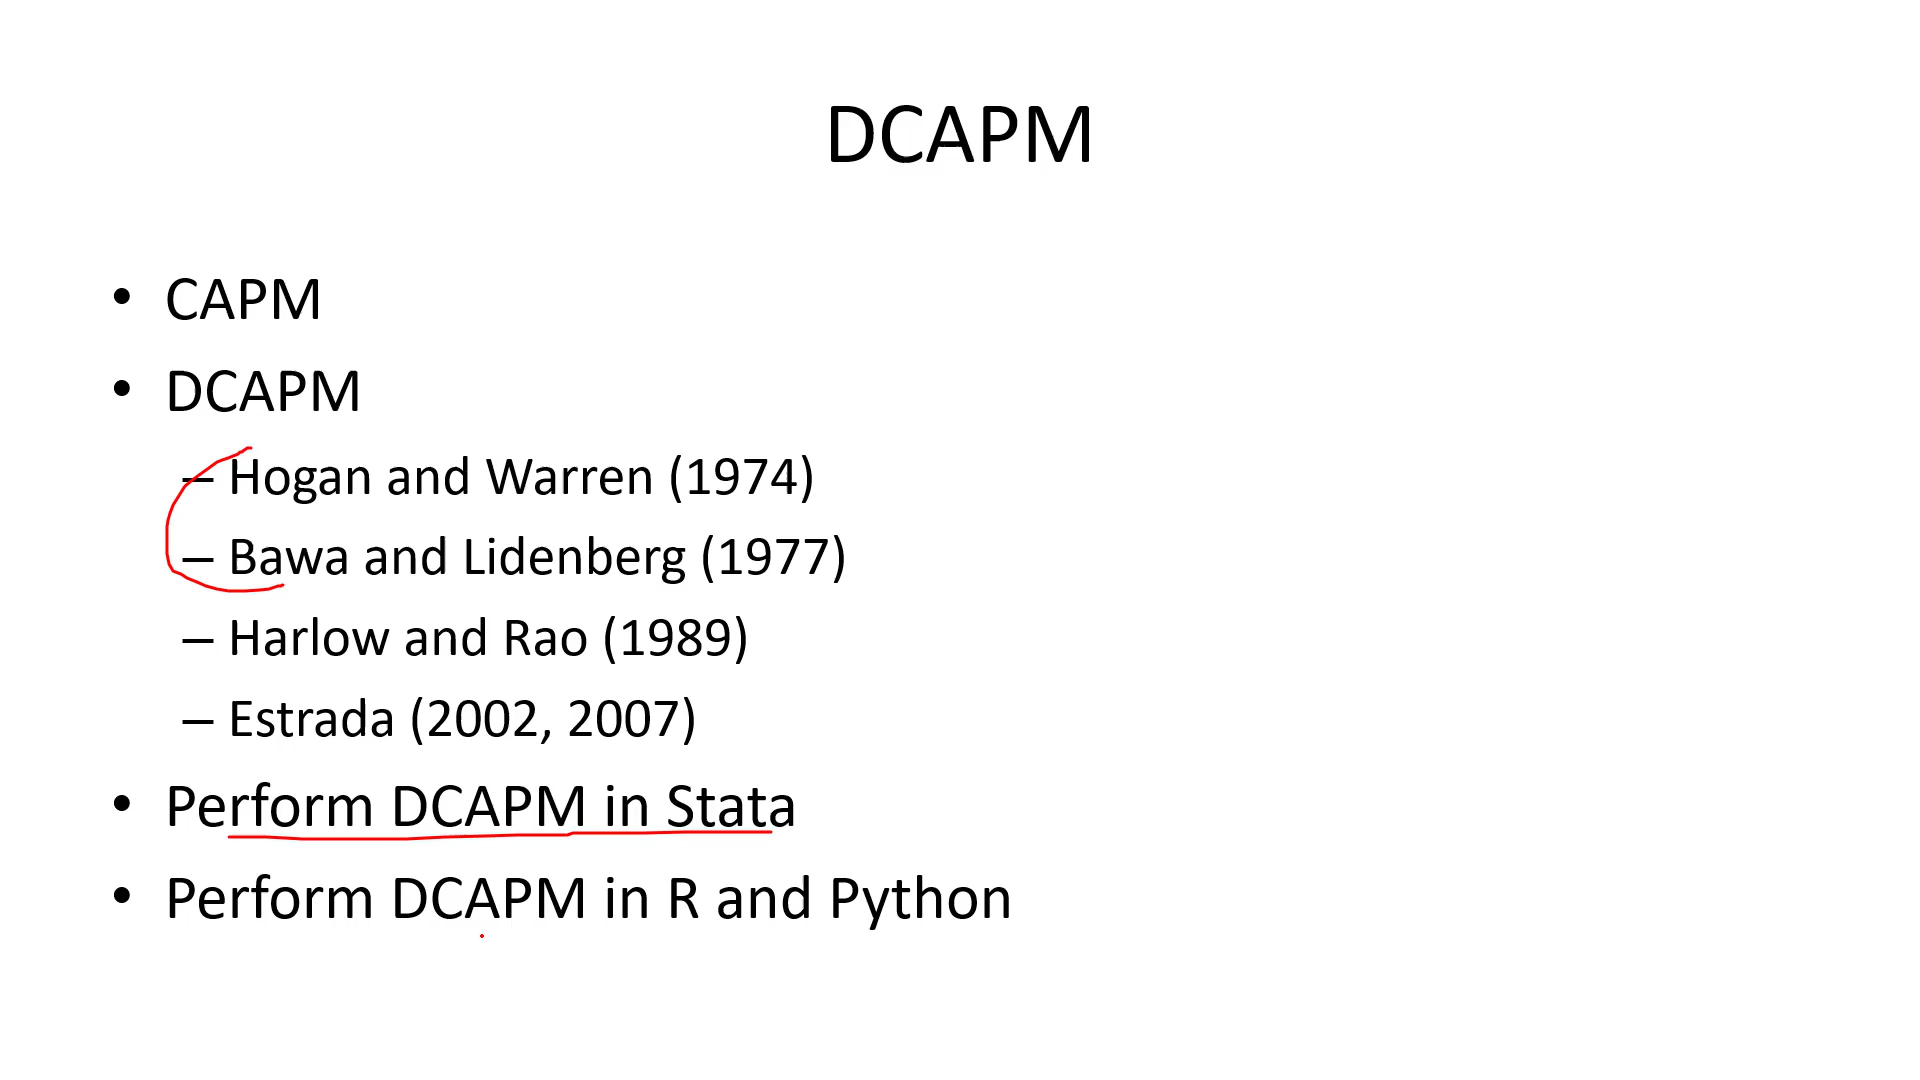 DCAPM
• CAPM
• DCAPM
– Hogan and Warren (1974)
– Bawa and Lidenberg (1977)
– Harlow and Rao (1989)
– Estrada (2002, 2007)
• Perform DCAPM in Stata
• Perform DCAPM in R and Python